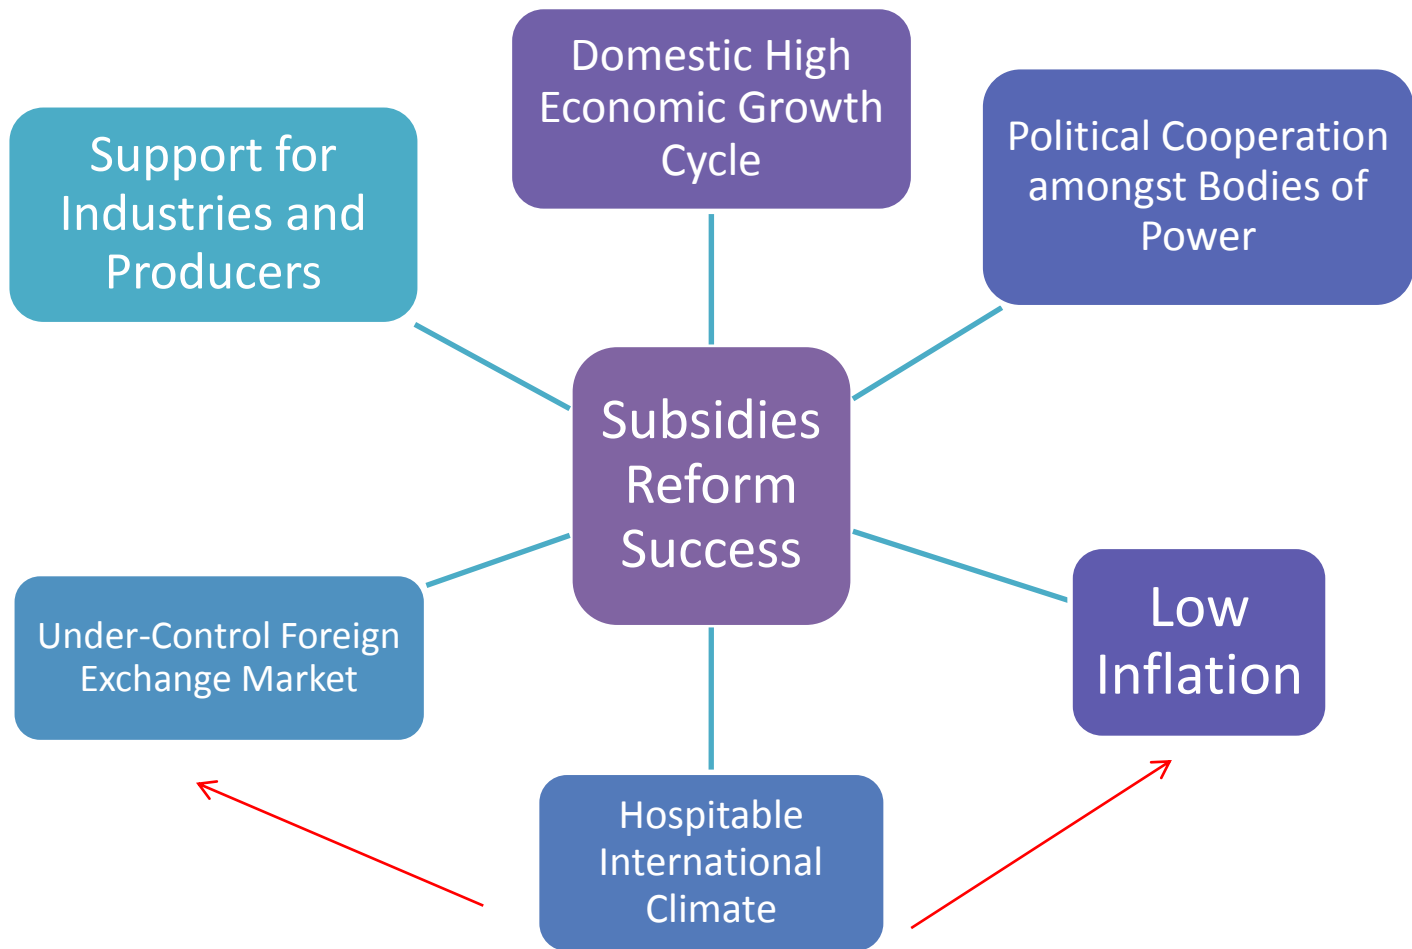 Domestic High
Economic Growth
Cycle
Support for
Industries and
Producers
Political Cooperation
amongst Bodies of
Power
Subsidies
Reform
Success
Under-Control Foreign
Exchange Market
Low
Inflation
Hospitable
International
Climate